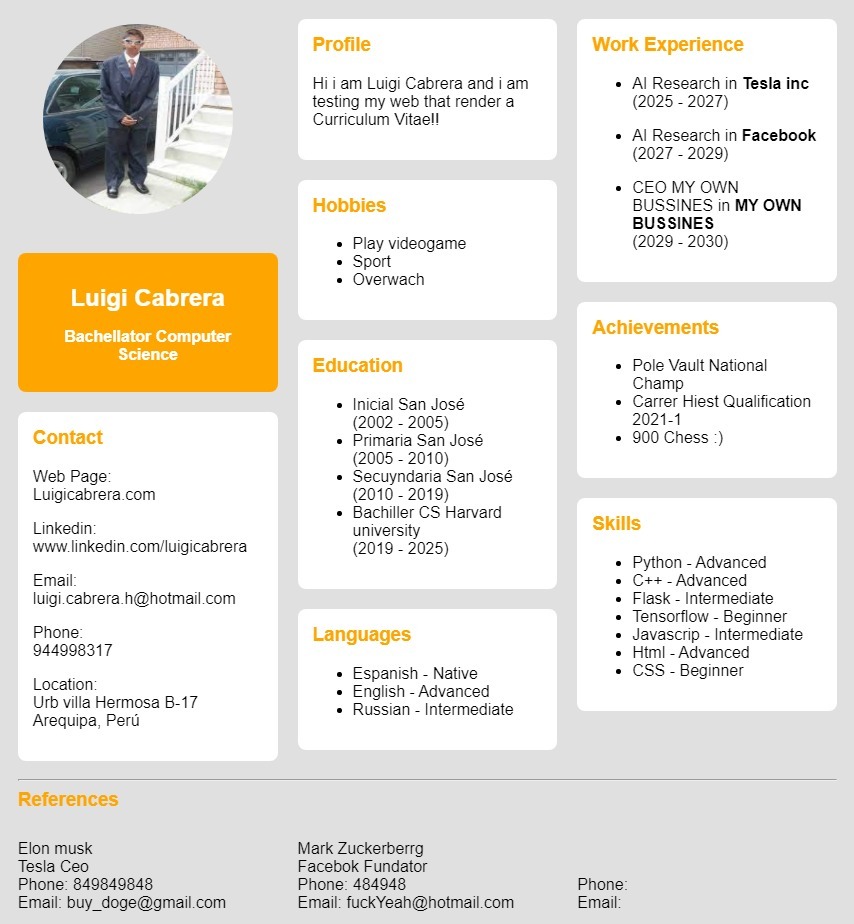 Luigi Cabrera
Bachellator Computer
Science
Contact
Web Page:
Luigicabrera.com
Linkedin:
www.linkedin.com/luigicabrera
Email:
luigi.cabrera.h@hotmail.com
Phone:
944998317
Location:
Urb villa Hermosa B-17
Arequipa, Perú
Profile
Hi i am Luigi Cabrera and i am
testing my web that render a
Curriculum Vitae!!
Hobbies
Play videogame
Sport
Overwach
Education
Inicial San José
(2002 - 2005)
Primaria San José
(2005 - 2010)
Secuyndaria San José
(2010 - 2019)
Bachiller CS Harvard
university
(2019 - 2025)
Languages
Espanish - Native
English - Advanced
Russian - Intermediate
Work Experience
AI Research in Tesla inc
(2025 - 2027)
AI Research in Facebook
(2027 - 2029)
CEO MY OWN
BUSSINES in MY OWN
BUSSINES
(2029 - 2030)
Achievements
Pole Vault National
Champ
Carrer Hiest Qualification
2021-1
900 Chess :)
Skills
Python - Advanced
C++ - Advanced
Flask - Intermediate
Tensorflow - Beginner
Javascrip - Intermediate
Html - Advanced
CSS - Beginner
References
Elon musk
Tesla Ceo
Phone: 849849848
Email: buy_doge@gmail.com
Mark Zuckerberrg
Facebok Fundator
Phone: 484948
Email: fuckYeah@hotmail.com
Phone:
Email: